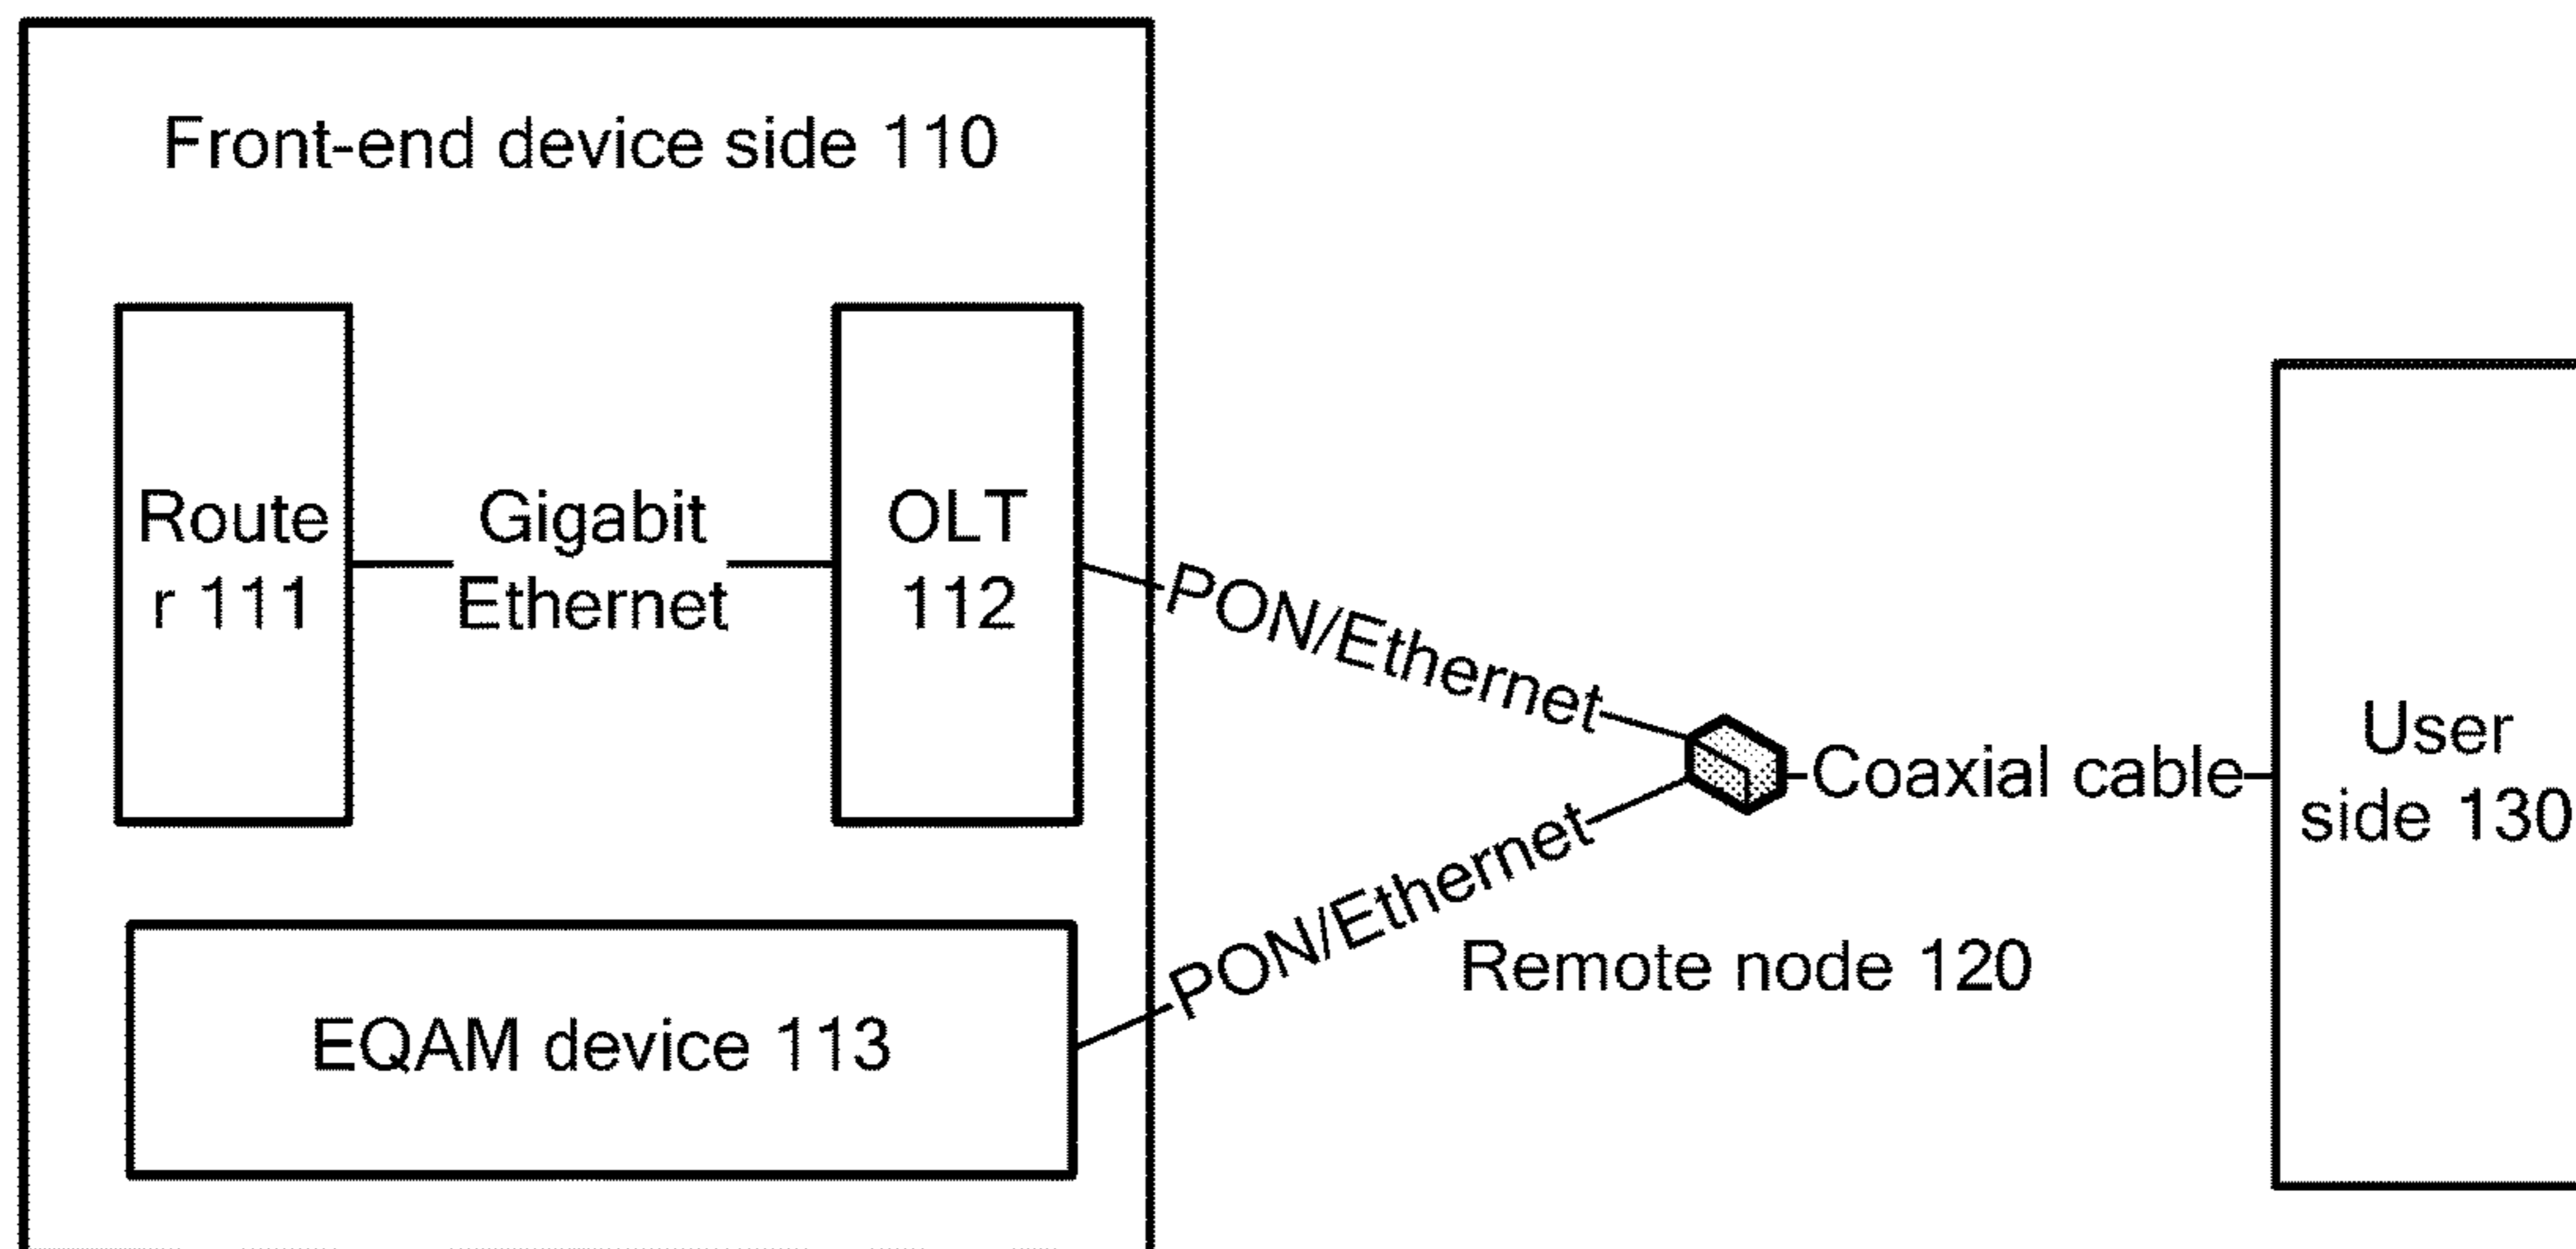 Front-end device side 110
Route
r 111
Gigabit
Ethernet
OLT
112
PON/Ethernet
Coaxial cable
User
side 130
PON/Ethernet
Remote node 120
EQAM device 113